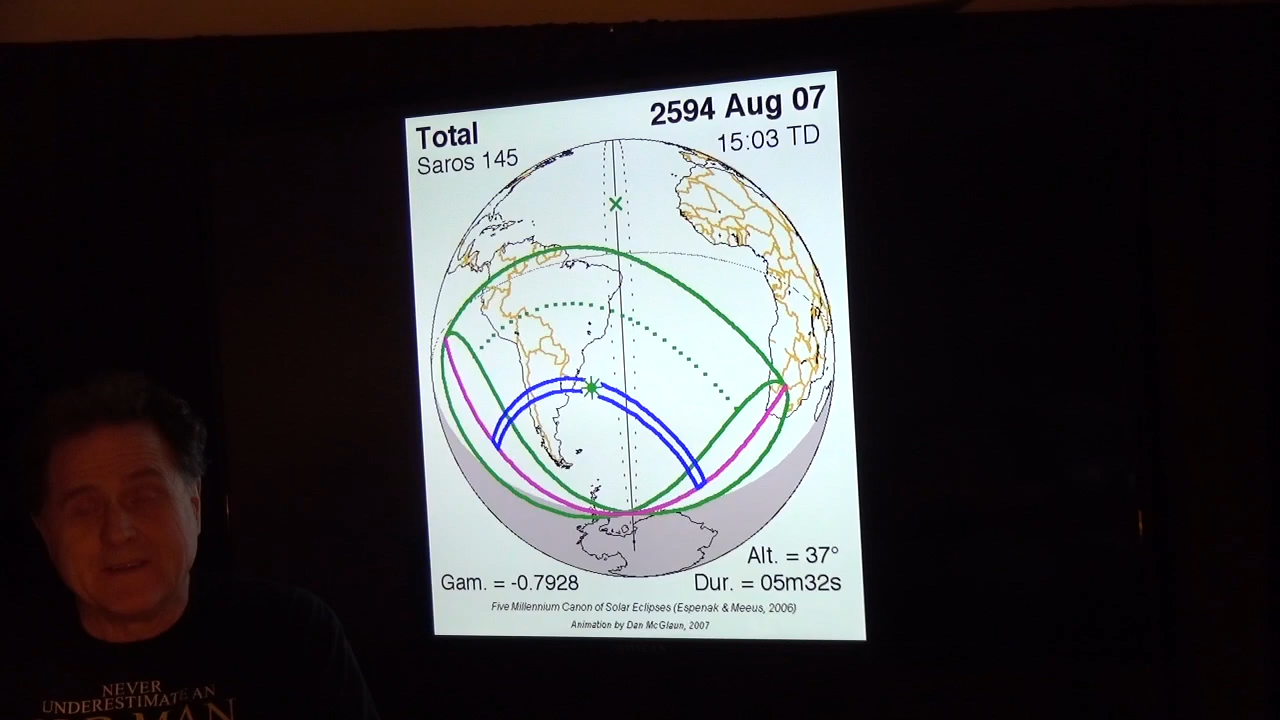 Total
2594 Aug 07
Saros 145
15:03 TD
Alt. = 37°
Gam. = -0.7928
Dur. = 05m32s
Five Millennium Canon of Solar Eclipses (Espenak & Meeus, 2006)
Animation by Dan McGlaun, 2007
NEVER
UNDERESTIMATE AN
MAN